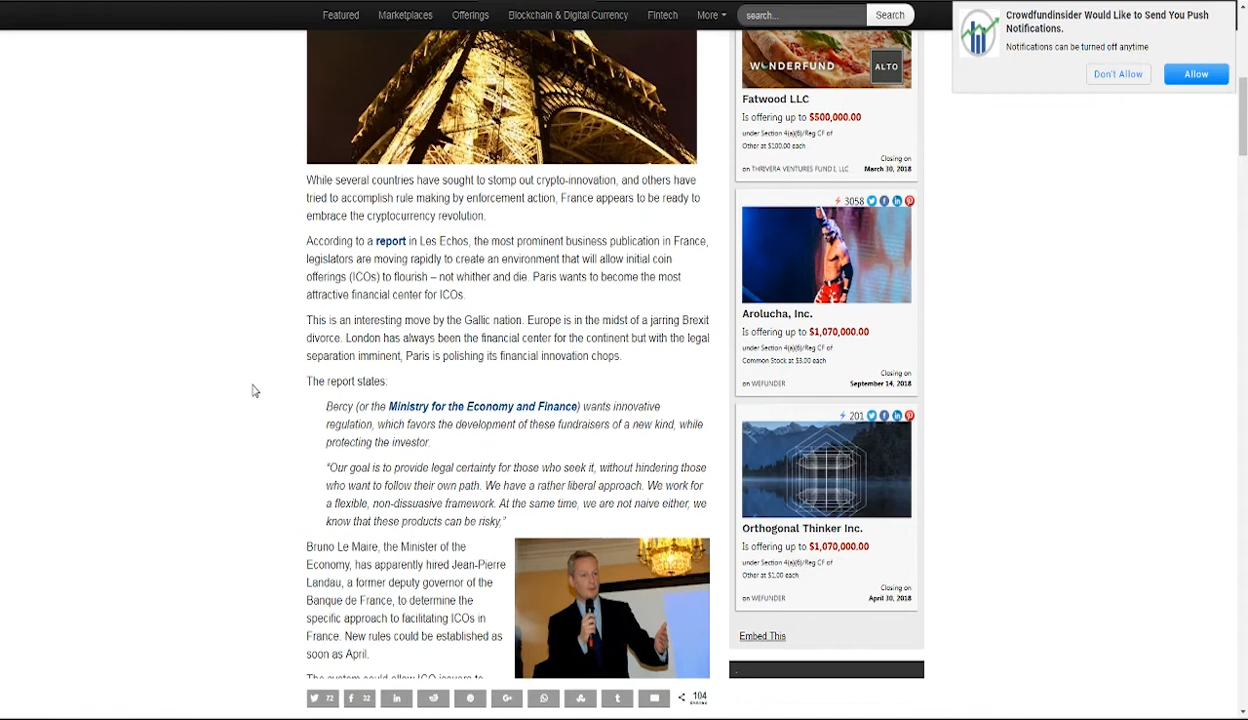 Featured
Marketplaces
Offerings
Blockchain & Digital Currency
Fintech
More
search...
Search
Crowdfundinsider Would Like to Send You Push
Notifications.
Notifications can be turned off anytime
Don't Allow
Allow
While several countries have sought to stomp out crypto-innovation, and others have
tried to accomplish rule making by enforcement action, France appears to be ready to
embrace the cryptocurrency revolution.
According to a report in Les Echos, the most prominent business publication in France,
legislators are moving rapidly to create an environment that will allow initial coin
offerings (ICOs) to flourish – not whither and die. Paris wants to become the most
attractive financial center for ICOs.
This is an interesting move by the Gallic nation. Europe is in the midst of a jarring Brexit
divorce. London has always been the financial center for the continent but with the legal
separation imminent, Paris is polishing its financial innovation chops.
The report states:
Bercy (or the Ministry for the Economy and Finance) wants innovative
regulation, which favors the development of these fundraisers of a new kind, while
protecting the investor.
"Our goal is to provide legal certainty for those who seek it, without hindering those
who want to follow their own path. We have a rather liberal approach. We work for
a flexible, non-dissuasive framework. At the same time, we are not naive either, we
know that these products can be risky,"
Bruno Le Maire, the Minister of the
Economy, has apparently hired Jean-Pierre
Landau, a former deputy governor of the
Banque de France, to determine the
specific approach to facilitating ICOs in
France. New rules could be established as
soon as April.
The system could allow ICO issuers to
72
32
104
WONDERFUND
ALTO
Fatwood LLC
Is offering up to $500,000.00
under Section 4(a)(6)/Reg CF of
Other at $100.00 each
Closing on
on THRIVERA VENTURES FUND I, LLC March 30, 2018
3058
Arolucha, Inc.
Is offering up to $1,070,000.00
under Section 4(a)(6)/Reg CF of
Common Stock at $3.00 each
Closing on
on WEFUNDER September 14, 2018
201
Orthogonal Thinker Inc.
Is offering up to $1,070,000.00
under Section 4(a)(6)/Reg CF of
Other at $1.00 each
Closing on
on WEFUNDER April 30, 2018
Embed This